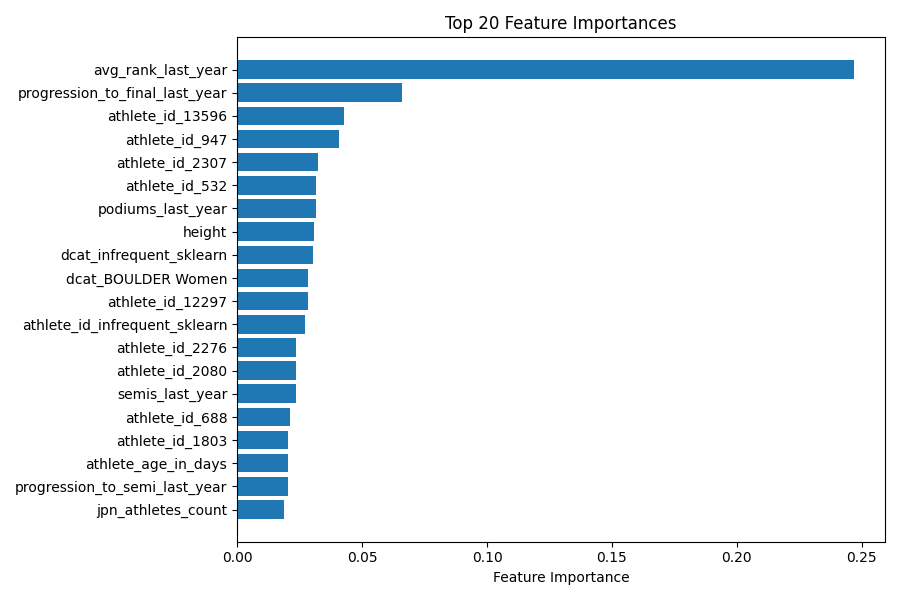 Top 20 Feature Importances
avg_rank_last_year
progression_to_final_last_year
athlete_id_13596
athlete_id_947
athlete_id_2307
athlete_id_532
podiums_last_year
height
dcat_infrequent_sklearn
dcat_BOULDER Women
athlete_id_12297
athlete_id_infrequent_sklearn
athlete_id_2276
athlete_id_2080
semis_last_year
athlete_id_688
athlete_id_1803
athlete_age_in_days
progression_to_semi_last_year
jpn_athletes_count
0.00 0.05 0.10 0.15 0.20 0.25
Feature Importance